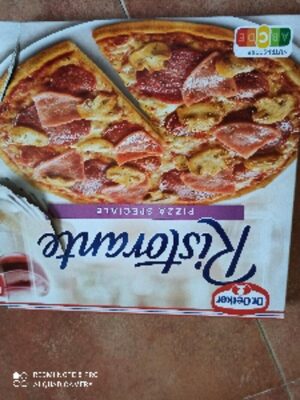 Dr. Oetker
Ristorante
PIZZA SPECIALE
NUTRI-SCORE
A B C D E
REDMI NOTE 8 PRO
AI QUAD CAMERA